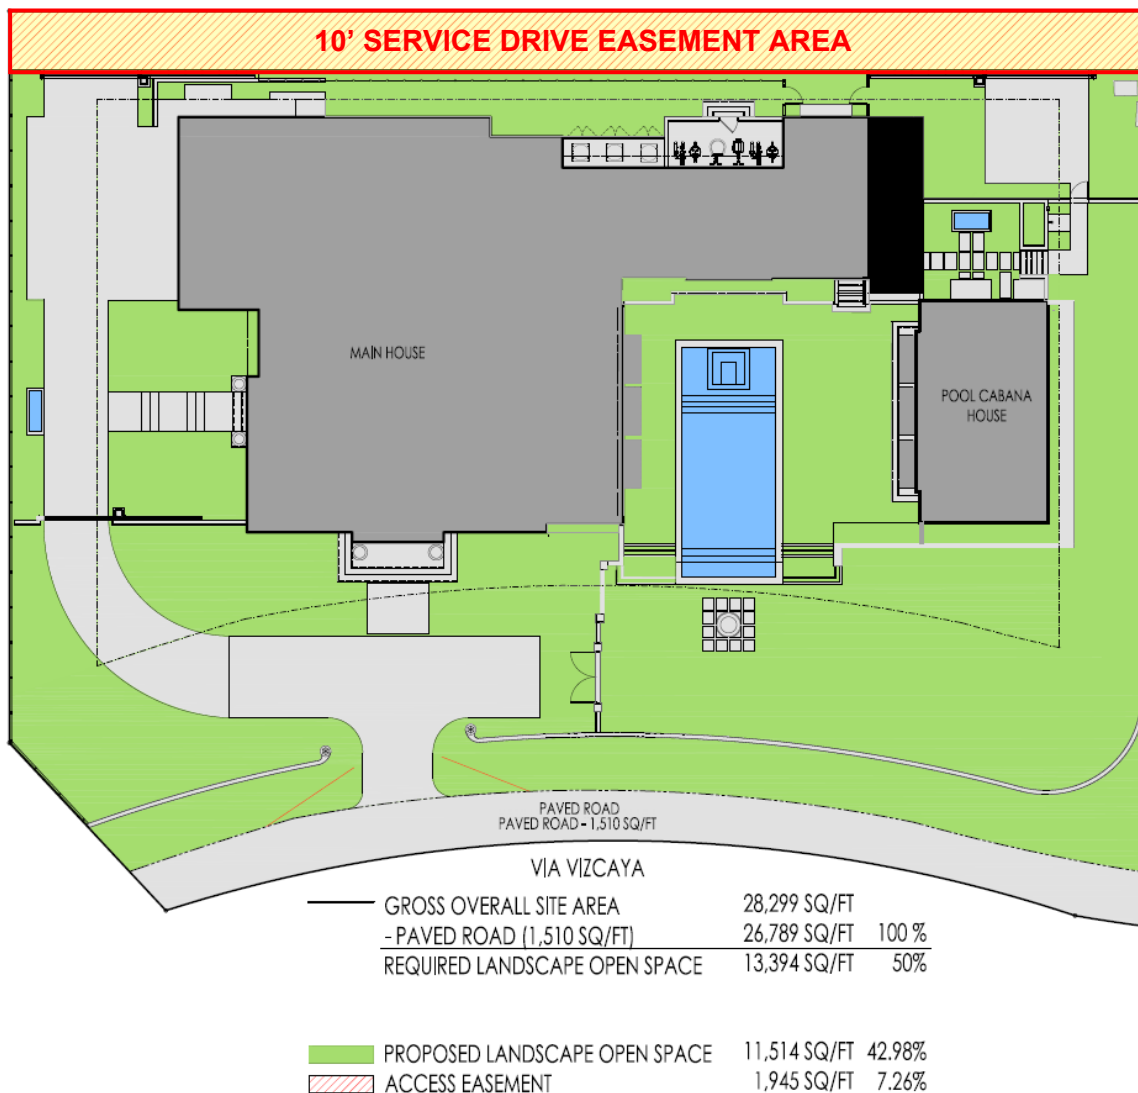 10’ SERVICE DRIVE EASEMENT AREA
MAIN HOUSE
POOL CABANA
HOUSE
PAVED ROAD
PAVED ROAD - 1,510 SQ/FT
VIA VIZCAYA
GROSS OVERALL SITE AREA 28,299 SQ/FT
- PAVED ROAD (1,510 SQ/FT) 26,789 SQ/FT 100 %
REQUIRED LANDSCAPE OPEN SPACE 13,394 SQ/FT 50%
PROPOSED LANDSCAPE OPEN SPACE 11,514 SQ/FT 42.98%
ACCESS EASEMENT 1,945 SQ/FT 7.26%